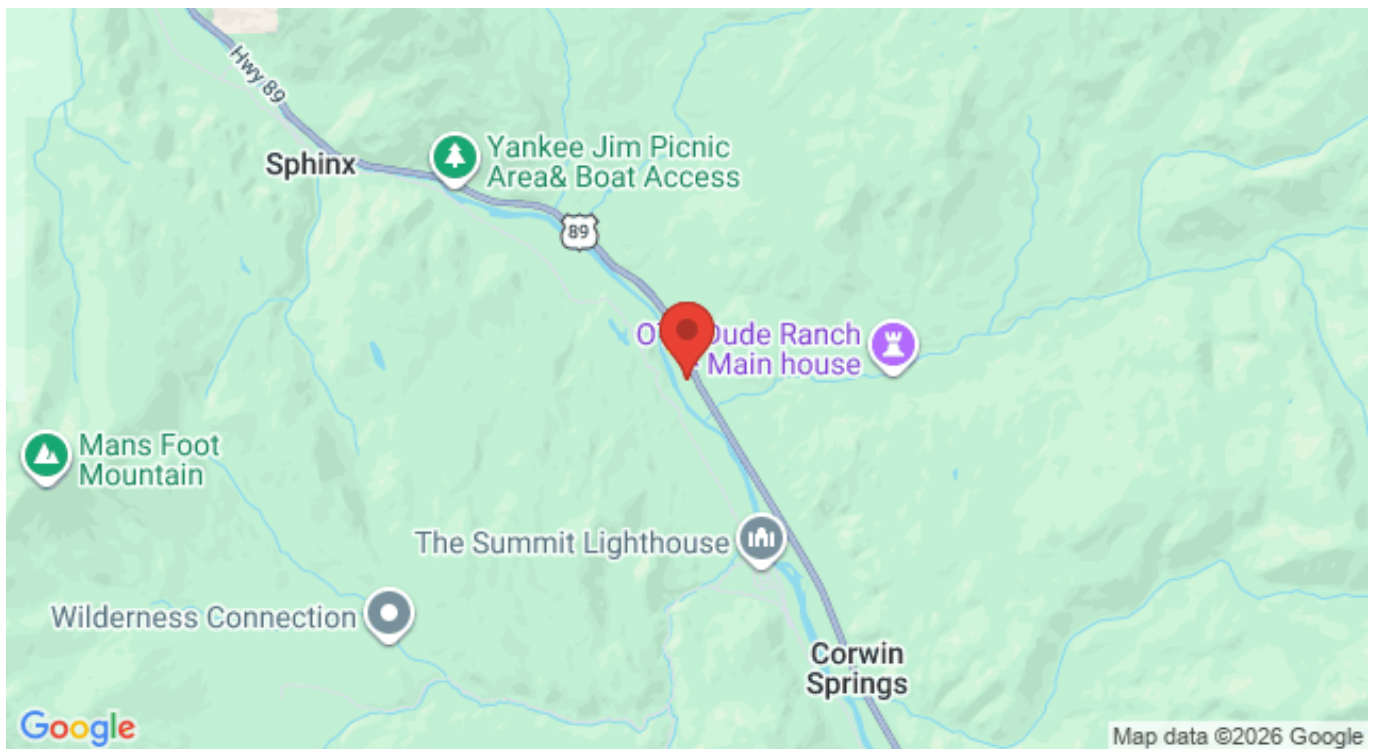 Hwy 89
Sphinx
Yankee Jim Picnic
Area& Boat Access
89
Dude Ranch
Main house
Mans Foot
Mountain
The Summit Lighthouse
Wilderness Connection
Corwin
Springs
Google
Map data ©2026 Google